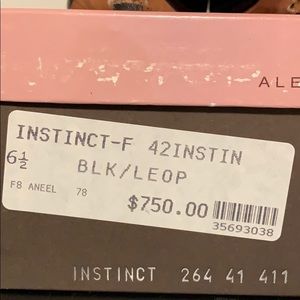 ALE
INSTINCT-F 42INSTIN
6½ BLK/LEOP
F8 ANEEL 78
$750.00
35693038
INSTINCT 264 41 411